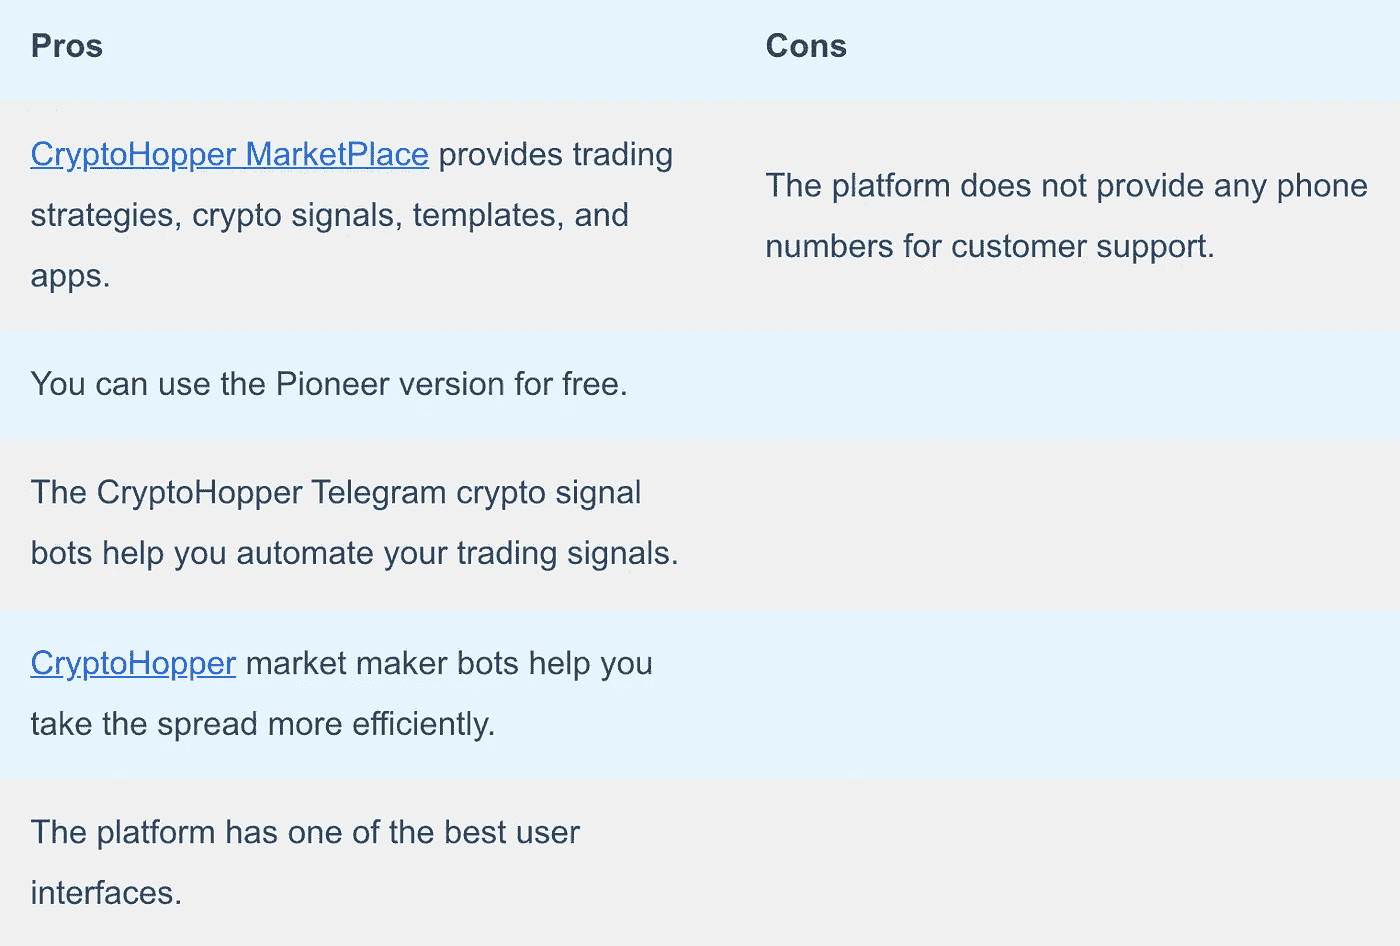 Pros
Cons
CryptoHopper MarketPlace provides trading
strategies, crypto signals, templates, and
apps.
The platform does not provide any phone
numbers for customer support.
You can use the Pioneer version for free.
The CryptoHopper Telegram crypto signal
bots help you automate your trading signals.
CryptoHopper market maker bots help you
take the spread more efficiently.
The platform has one of the best user
interfaces.